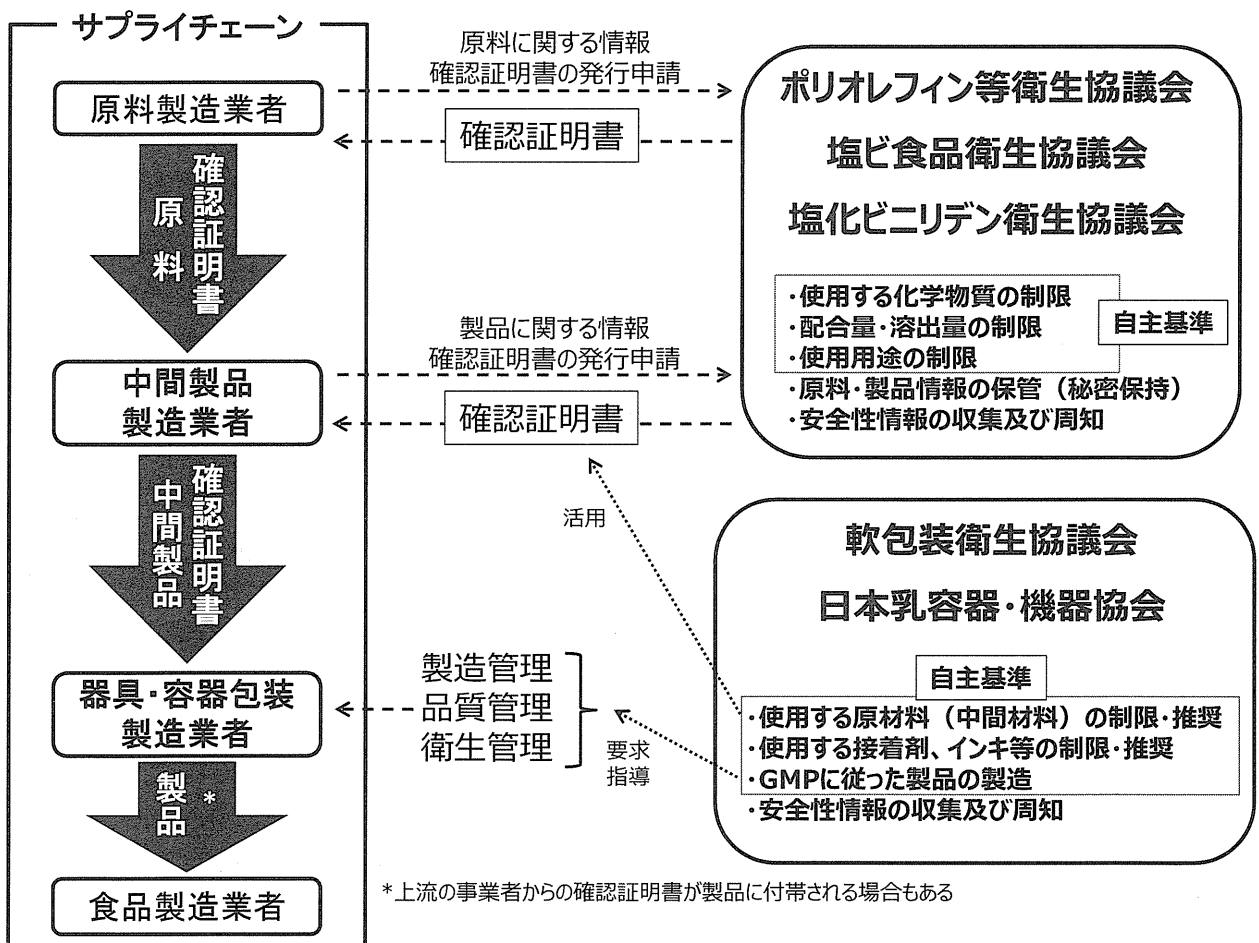 サプライチェーン
原料製造業者
確認証明書
原料
中間製品
製造業者
確認証明書
中間製品
器具・容器包装
製造業者
製品*
食品製造業者
原料に関する情報
確認証明書の発行申請
確認証明書
製品に関する情報
確認証明書の発行申請
確認証明書
活用
製造管理
品質管理
衛生管理
要求
指導
ポリオレフィン等衛生協議会
塩ビ食品衛生協議会
塩化ビニリデン衛生協議会
・使用する化学物質の制限
・配合量・溶出量の制限
・使用用途の制限
自主基準
・原料・製品情報の保管（秘密保持）
・安全性情報の収集及び周知
軟包装衛生協議会
日本乳容器・機器協会
自主基準
・使用する原材料（中間材料）の制限・推奨
・使用する接着剤、インキ等の制限・推奨
・GMPに従った製品の製造
・安全性情報の収集及び周知
*上流の事業者からの確認証明書が製品に付帯される場合もある